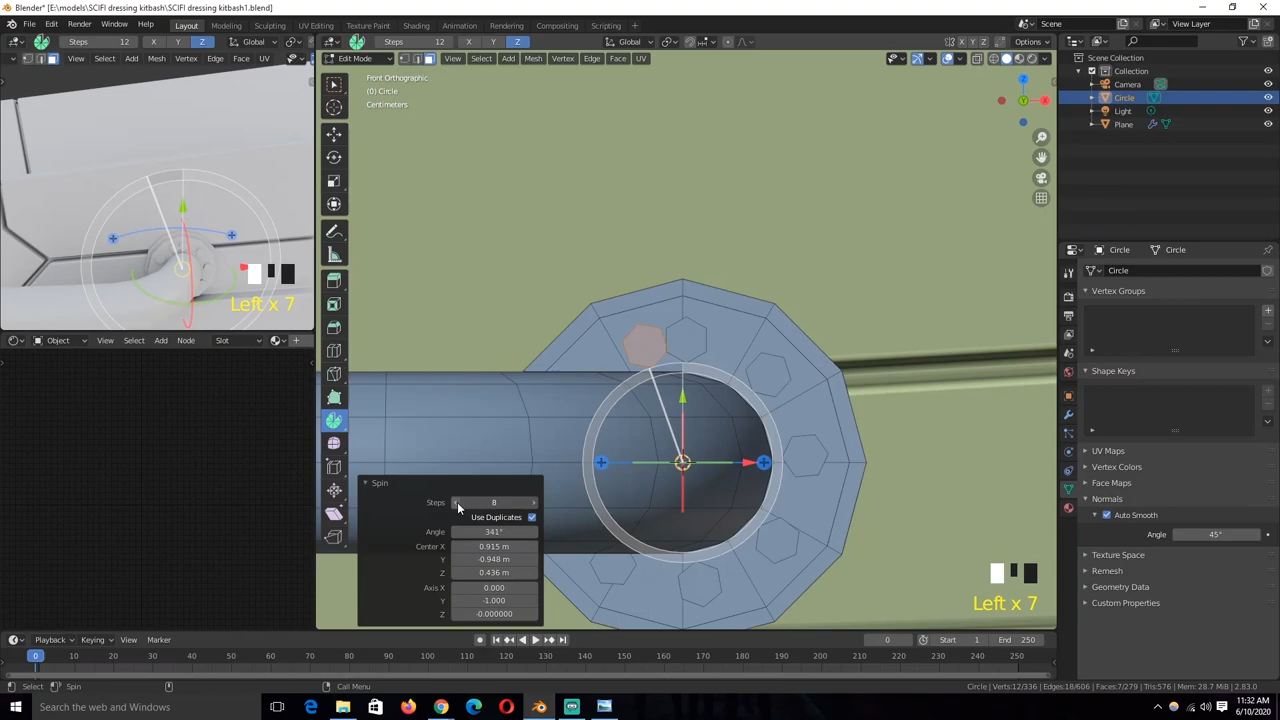 Blender* [E:\models\SCIFI dressing kitbash\SCIFI dressing kitbash1.blend]
File Edit Render Window Help Layout Modeling Sculpting UV Editing Texture Paint Shading Animation Rendering Compositing Scripting + Scene View Layer
Steps 12 X Y Z Global Steps 12 X Y Z Global X Y Z Options
Select Add Mesh Vertex Edge Face UV Edit Mode View Select Add Mesh Vertex Edge Face UV
Front Orthographic
(0) Circle
Centimeters
Z
Y
X
Scene Collection
Collection
Camera
Circle
Light
Plane
Left x 7
Object View Select Add Node Slot
Spin
Steps 8
Use Duplicates
Angle 341°
Center X 0.915 m
Y -0.948 m
Z 0.436 m
Axis X 0.000
Y -1.000
Z -0.000000
Left x 7
Circle Circle
Circle
Vertex Groups
Shape Keys
UV Maps
Vertex Colors
Face Maps
Normals
Auto Smooth
Angle 45°
Texture Space
Remesh
Geometry Data
Custom Properties
Playback Keying View Marker 0 Start 1 End 250
0 10 20 30 40 50 60 70 80 90 100 110 120 130 140 150 160 170 180 190 200 210 220 230 240 250
Select Spin Call Menu Circle | Verts:12/336 | Edges:18/606 | Faces:7/279 | Tris:576 | Mem: 28.7 MiB | 2.83.0
Search the web and Windows
11:32 AM
6/10/2020